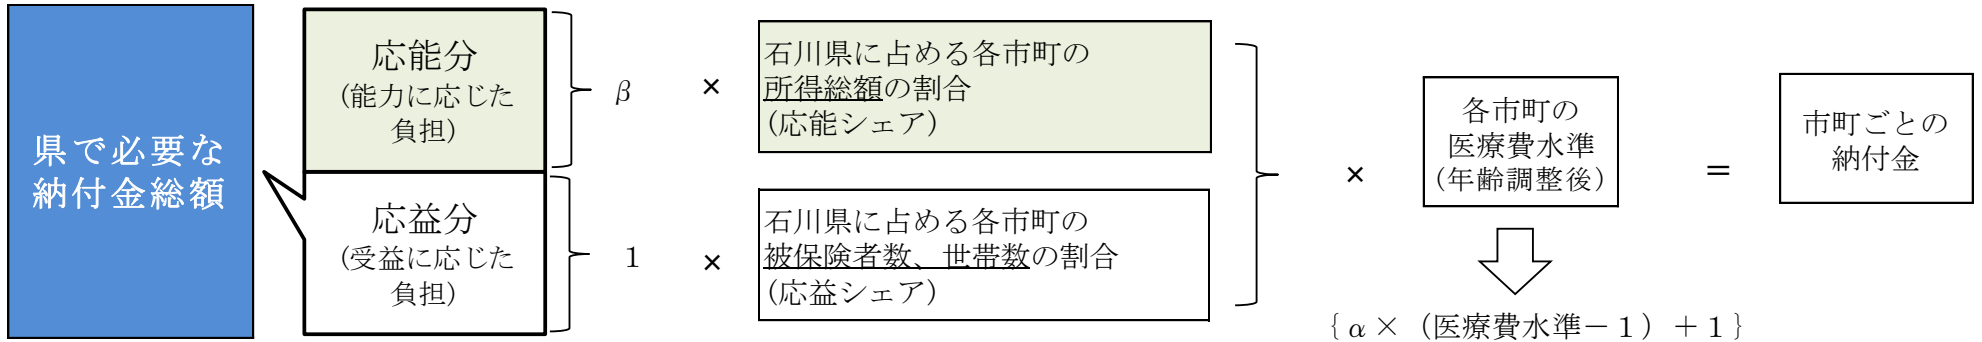 県で必要な
納付金総額
応能分
(能力に応じた
負担)
β
×
石川県に占める各市町の
所得総額の割合
(応能シェア)
応益分
(受益に応じた
負担)
1
×
石川県に占める各市町の
被保険者数、世帯数の割合
(応益シェア)
×
各市町の
医療費水準
(年齢調整後)
{α×（医療費水準－1）＋1}
＝
市町ごとの
納付金